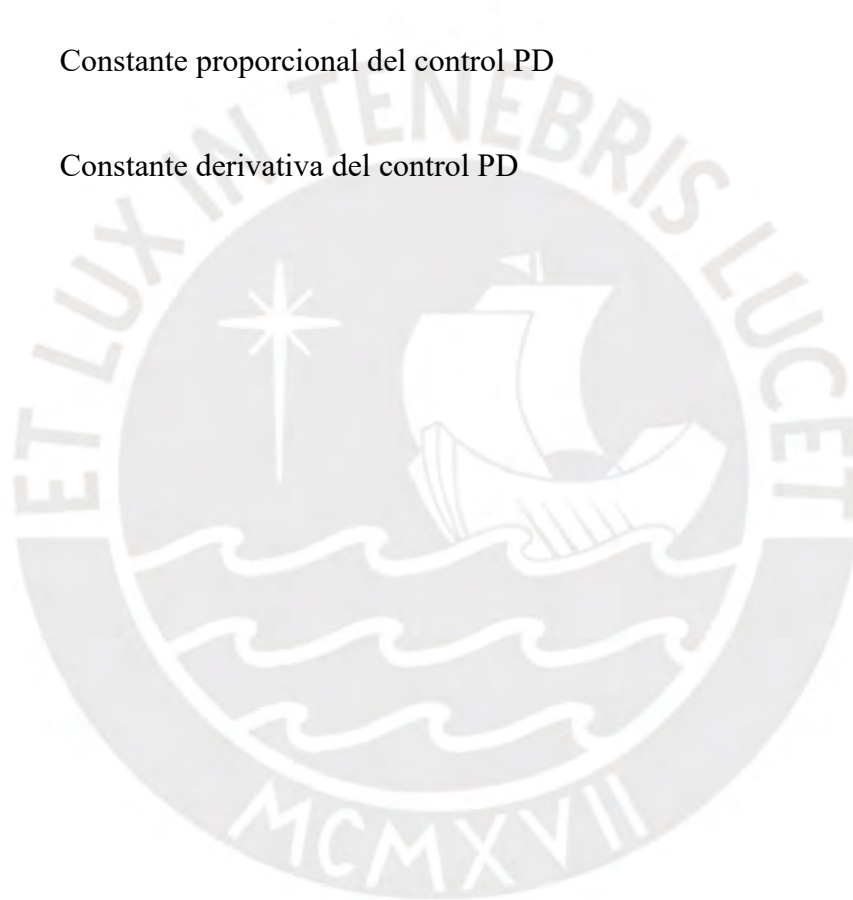 Constante proporcional del control PD
Constante derivativa del control PD
ET LUX IN TENEBRIS LUCET
MCMXVII